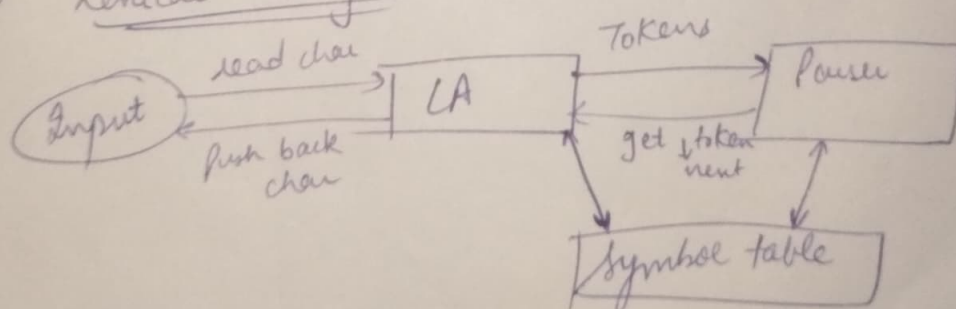 read char
Input
Push back
char
LA
Tokens
Parser
get token
next
Symbol table